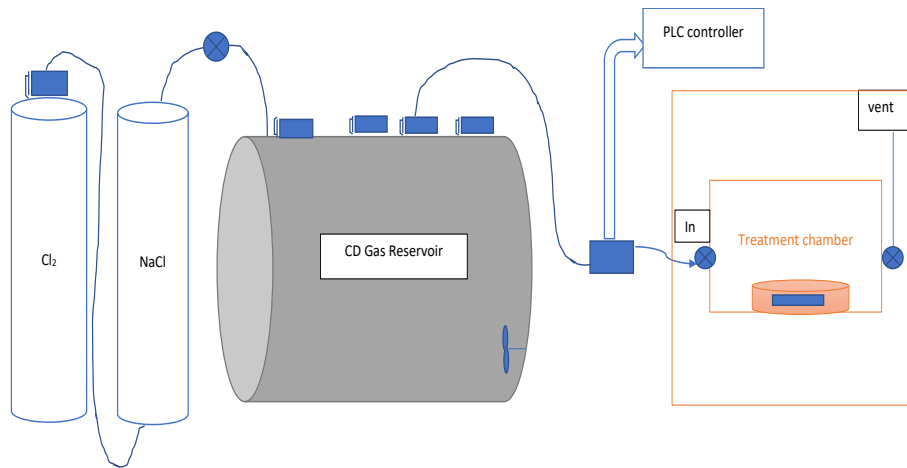 PLC controller
vent
In
Treatment chamber
CD Gas Reservoir
Cl₂
NaCl